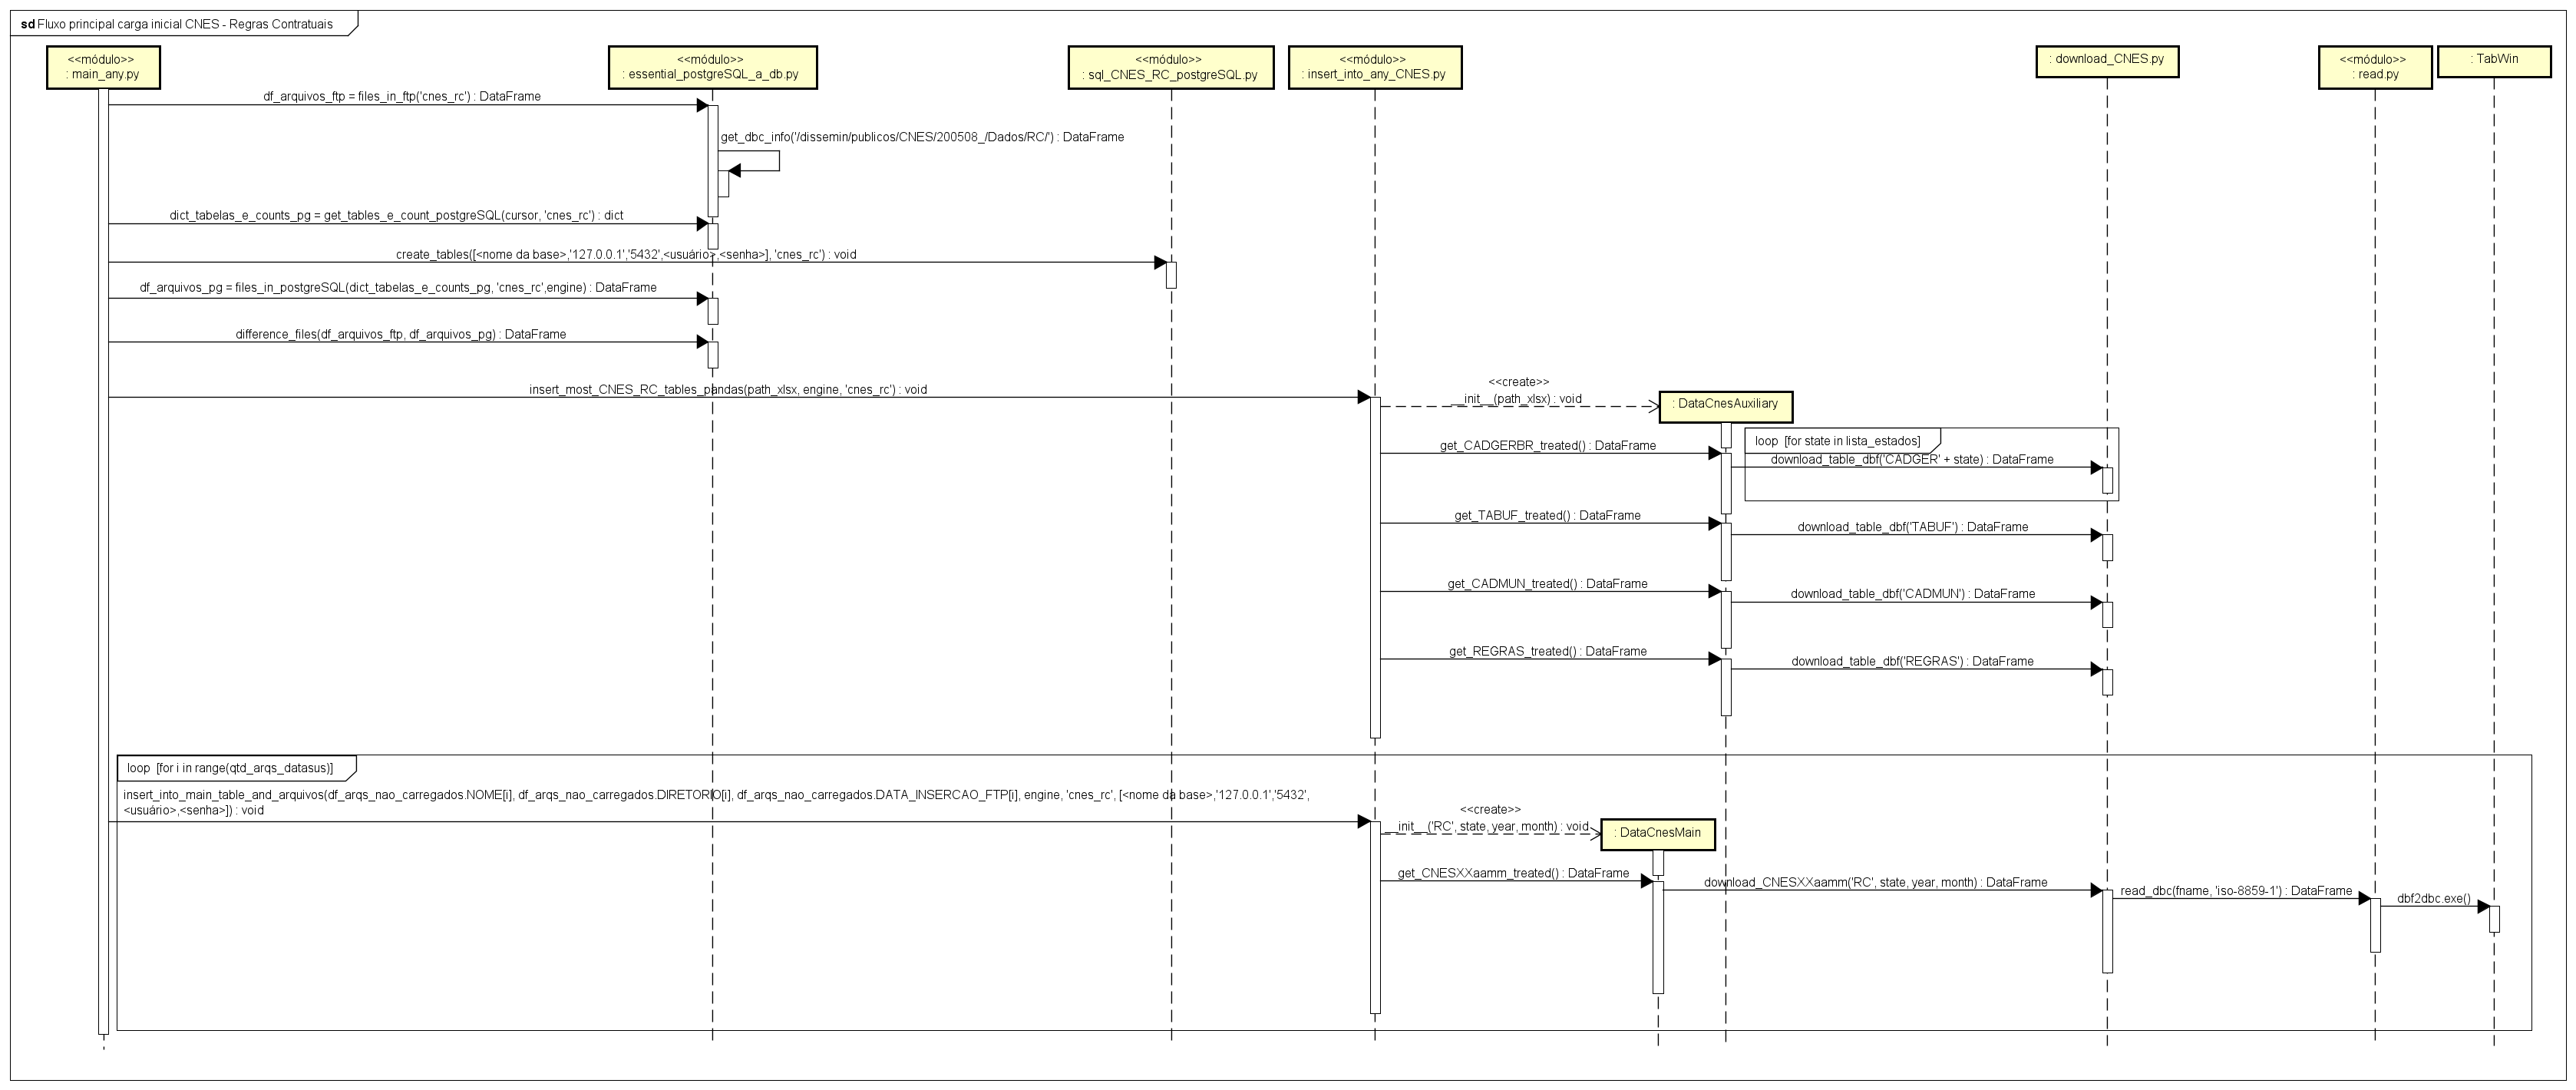 sd Fluxo principal carga inicial CNES - Regras Contratuais
<<módulo>>
: main_any.py
<<módulo>>
: essential_postgreSQL_a_db.py
<<módulo>>
: sql_CNES_RC_postgreSQL.py
<<módulo>>
: insert_into_any_CNES.py
: download_CNES.py
<<módulo>>
: read.py
: TabWin
df_arquivos_ftp = files_in_ftp('cnes_rc') : DataFrame
get_dbc_info('/dissemin/publicos/CNES/200508_/Dados/RC/') : DataFrame
dict_tabelas_e_counts_pg = get_tables_e_count_postgreSQL(cursor, 'cnes_rc') : dict
create_tables([<nome da base>,'127.0.0.1','5432',<usuário>,<senha>], 'cnes_rc') : void
df_arquivos_pg = files_in_postgreSQL(dict_tabelas_e_counts_pg, 'cnes_rc',engine) : DataFrame
difference_files(df_arquivos_ftp, df_arquivos_pg) : DataFrame
insert_most_CNES_RC_tables_pandas(path_xlsx, engine, 'cnes_rc') : void
<<create>>
__init__(path_xlsx) : void
: DataCnesAuxiliary
get_CADGERBR_treated() : DataFrame
loop [for state in lista_estados]
download_table_dbf('CADGER' + state) : DataFrame
get_TABUF_treated() : DataFrame
download_table_dbf('TABUF') : DataFrame
get_CADMUN_treated() : DataFrame
download_table_dbf('CADMUN') : DataFrame
get_REGRAS_treated() : DataFrame
download_table_dbf('REGRAS') : DataFrame
loop [for i in range(qtd_arqs_datasus)]
insert_into_main_table_and_arquivos(df_arqs_nao_carregados.NOME[i], df_arqs_nao_carregados.DIRETORIO[i], df_arqs_nao_carregados.DATA_INSERCAO_FTP[i], engine, 'cnes_rc', [<nome da base>,'127.0.0.1','5432',
<usuário>,<senha>]) : void
<<create>>
__init__('RC', state, year, month) : void
: DataCnesMain
get_CNESXXaamm_treated() : DataFrame
download_CNESXXaamm('RC', state, year, month) : DataFrame
read_dbc(fname, 'iso-8859-1') : DataFrame
dbf2dbc.exe()